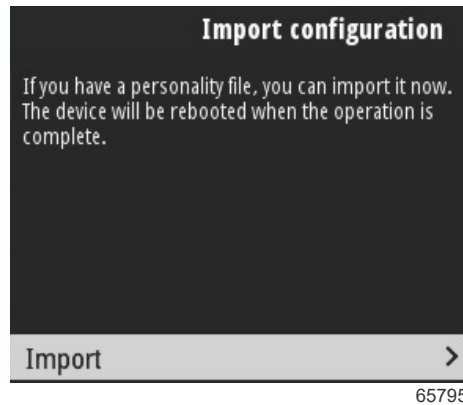 Import configuration
If you have a personality file, you can import it now.
The device will be rebooted when the operation is
complete.
Import
65795